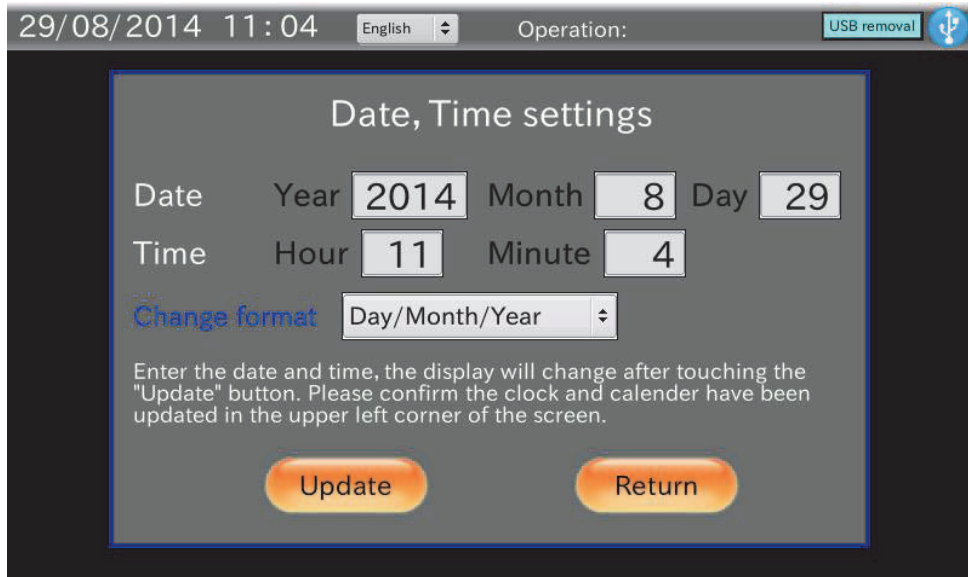 29/08/2014 11:04 English Operation: USB removal
Date, Time settings
Date Year 2014 Month 8 Day 29
Time Hour 11 Minute 4
Change format Day/Month/Year
Enter the date and time, the display will change after touching the
"Update" button. Please confirm the clock and calender have been
updated in the upper left corner of the screen.
Update Return